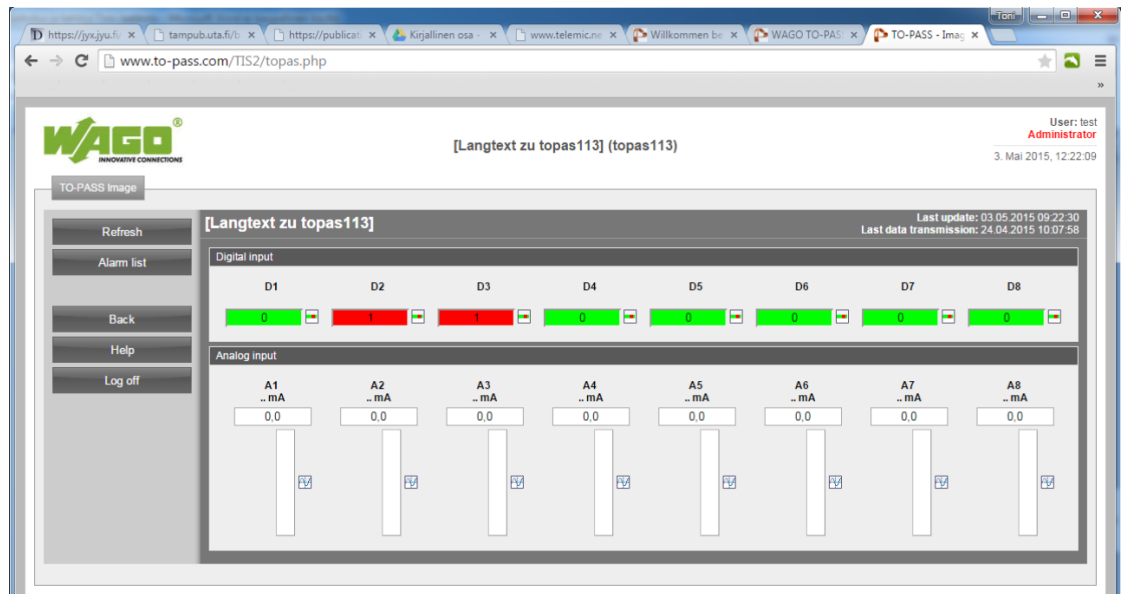 Toni
https://jyx.jyu.fi/
tampub.uta.fi/b
https://publicati
Kirjallinen osa -
www.telemic.ne
Willkommen be
WAGO TO-PAS
TO-PASS - Imag
www.to-pass.com/TIS2/topas.php
»
WAGO®
INNOVATIVE CONNECTIONS
[Langtext zu topas113] (topas113)
User: test
Administrator
3. Mai 2015, 12:22:09
TO-PASS Image
Refresh
Alarm list
Back
Help
Log off
[Langtext zu topas113]
Last update: 03.05.2015 09:22:30
Last data transmission: 24.04.2015 10:07:58
Digital input
D1 D2 D3 D4 D5 D6 D7 D8
0 1 1 0 0 0 0 0
Analog input
A1 A2 A3 A4 A5 A6 A7 A8
.. mA .. mA .. mA .. mA .. mA .. mA .. mA .. mA
0,0 0,0 0,0 0,0 0,0 0,0 0,0 0,0